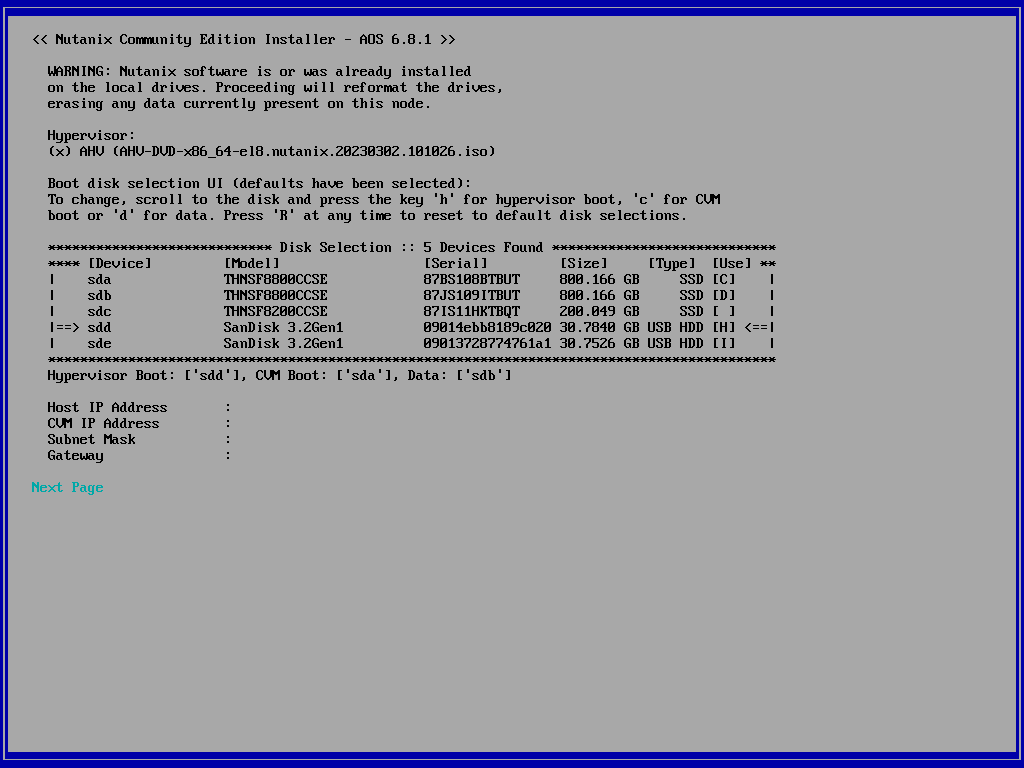 << Nutanix Community Edition Installer - AOS 6.8.1 >>
WARNING: Nutanix software is or was already installed
on the local drives. Proceeding will reformat the drives,
erasing any data currently present on this node.
Hypervisor:
(x) AHV (AHV-DVD-x86_64-el8.nutanix.20230302.101026.iso)
Boot disk selection UI (defaults have been selected):
To change, scroll to the disk and press the key 'h' for hypervisor boot, 'c' for CVM
boot or 'd' for data. Press 'R' at any time to reset to default disk selections.
**************************** Disk Selection :: 5 Devices Found ****************************
**** [Device] [Model] [Serial] [Size] [Type] [Use] **
| sda THNSF8800CCSE 87BS108BTBUT 800.166 GB SSD [C] |
| sdb THNSF8800CCSE 87JS109ITBUT 800.166 GB SSD [D] |
| sdc THNSF8200CCSE 87IS11HKTBQT 200.049 GB SSD [ ] |
|==> sdd SanDisk 3.2Gen1 09014ebb8189c020 30.7840 GB USB HDD [H] <==|
| sde SanDisk 3.2Gen1 09013728774761a1 30.7526 GB USB HDD [I] |
*******************************************************************************************
Hypervisor Boot: ['sdd'], CVM Boot: ['sda'], Data: ['sdb']
Host IP Address :
CVM IP Address :
Subnet Mask :
Gateway :
Next Page